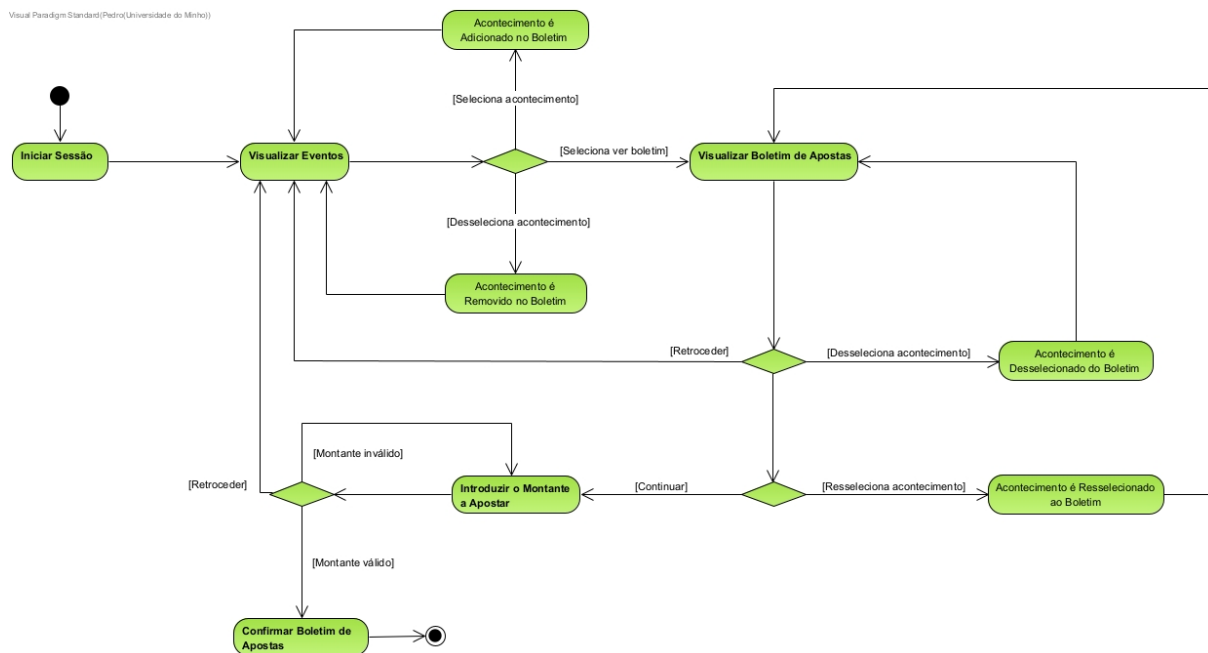 Visual Paradigm Standard(Pedro(Universidade do Minho))
Acontecimento é
Adicionado no Boletim
[Seleciona acontecimento]
Iniciar Sessão
Visualizar Eventos
[Seleciona ver boletim]
Visualizar Boletim de Apostas
[Desseleciona acontecimento]
Acontecimento é
Removido no Boletim
[Retroceder]
[Desseleciona acontecimento]
Acontecimento é
Desselecionado do Boletim
[Montante inválido]
[Retroceder]
Introduzir o Montante
a Apostar
[Continuar]
[Resseleciona acontecimento]
Acontecimento é Resselecionado
ao Boletim
[Montante válido]
Confirmar Boletim de
Apostas